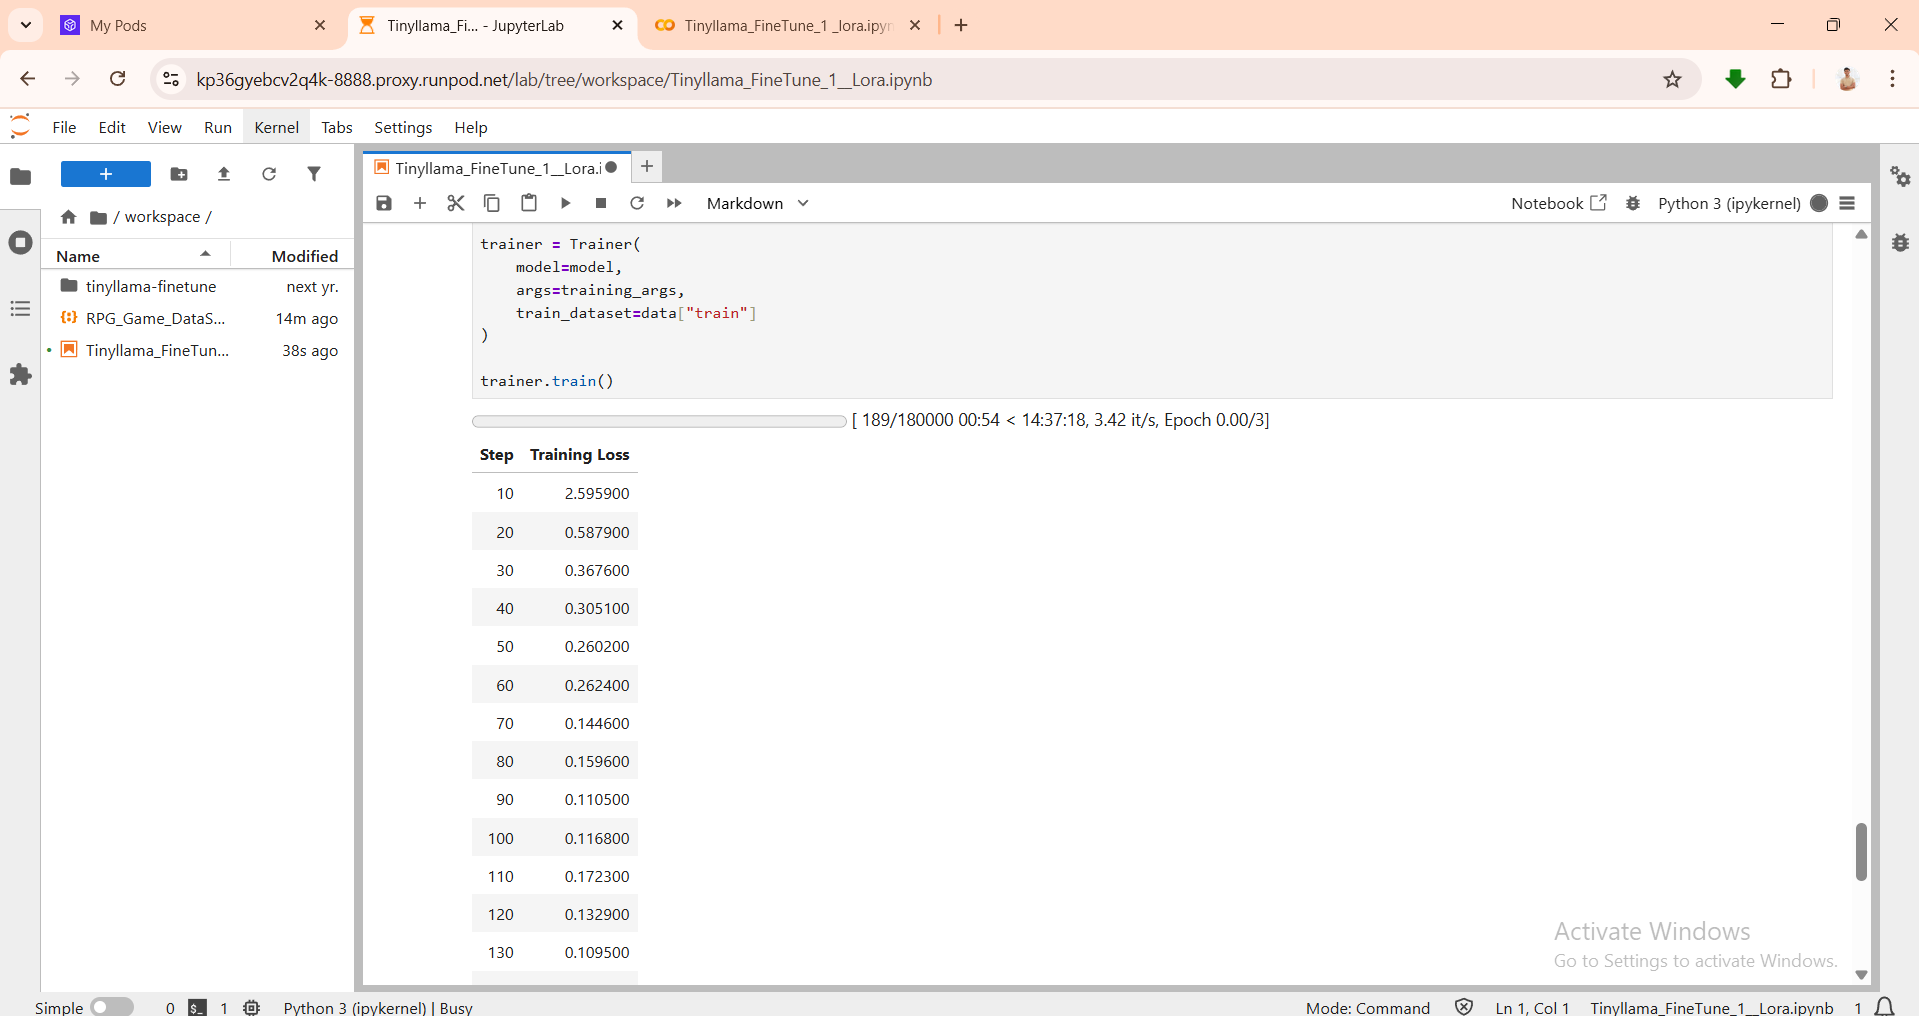 My Pods
Tinyllama_Fi... - JupyterLab
Tinyllama_FineTune_1 _lora.ipyn
kp36gyebcv2q4k-8888.proxy.runpod.net/lab/tree/workspace/Tinyllama_FineTune_1__Lora.ipynb
File Edit View Run Kernel Tabs Settings Help
Tinyllama_FineTune_1__Lora.i
Markdown
Notebook
Python 3 (ipykernel)
/ workspace /
Name Modified
tinyllama-finetune next yr.
RPG_Game_DataS... 14m ago
Tinyllama_FineTun... 38s ago
trainer = Trainer(
model=model,
args=training_args,
train_dataset=data["train"]
)
trainer.train()
[ 189/180000 00:54 < 14:37:18, 3.42 it/s, Epoch 0.00/3]
Step Training Loss
10 2.595900
20 0.587900
30 0.367600
40 0.305100
50 0.260200
60 0.262400
70 0.144600
80 0.159600
90 0.110500
100 0.116800
110 0.172300
120 0.132900
130 0.109500
Activate Windows
Go to Settings to activate Windows.
Simple 0 $_ 1 Python 3 (ipykernel) | Busy
Mode: Command Ln 1, Col 1 Tinyllama_FineTune_1__Lora.ipynb 1